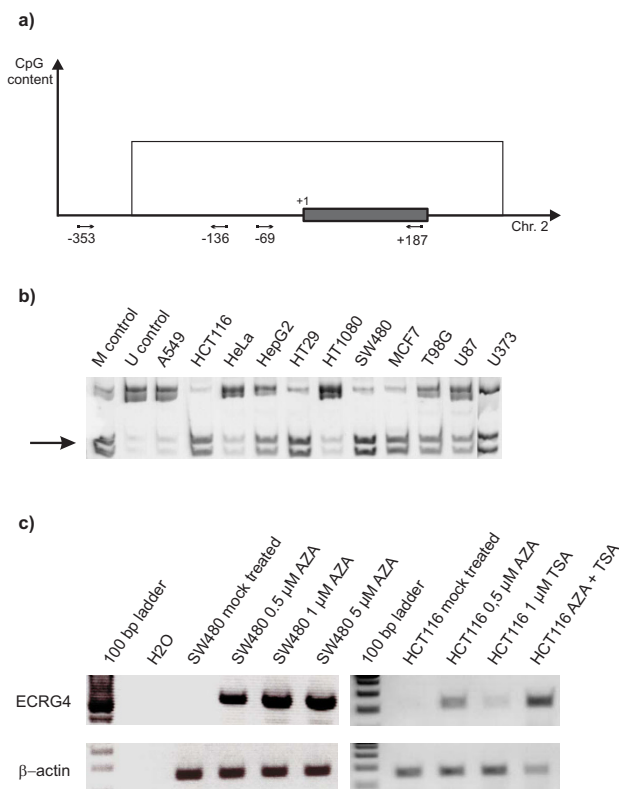 a)
CpG
content
+1
Chr. 2
-353
-136
-69
+187
b)
M control
U control
A549
HCT116
HeLa
HepG2
HT29
HT1080
SW480
MCF7
T98G
U87
U373
c)
100 bp ladder
H2O
SW480 mock treated
SW480 0.5 µM AZA
SW480 1 µM AZA
SW480 5 µM AZA
100 bp ladder
HCT116 mock treated
HCT116 0,5 µM AZA
HCT116 1 µM TSA
HCT116 AZA + TSA
ECRG4
β–actin